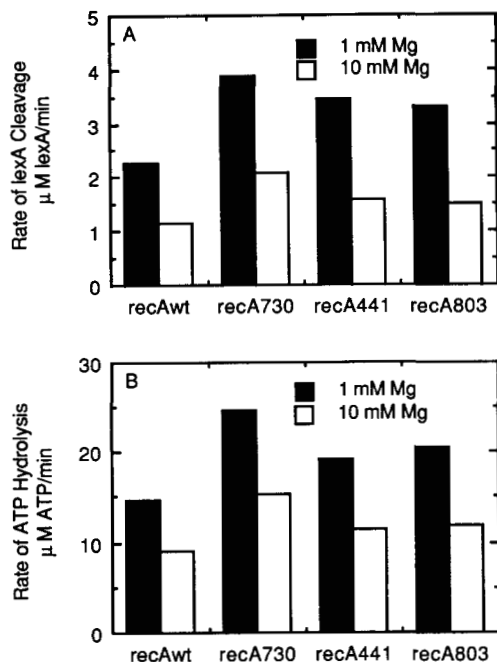 A
1 mM Mg
10 mM Mg
Rate of lexA Cleavage
μM lexA/min
5
4
3
2
1
0
recAwt recA730 recA441 recA803
B
1 mM Mg
10 mM Mg
Rate of ATP Hydrolysis
μM ATP/min
30
20
10
0
recAwt recA730 recA441 recA803